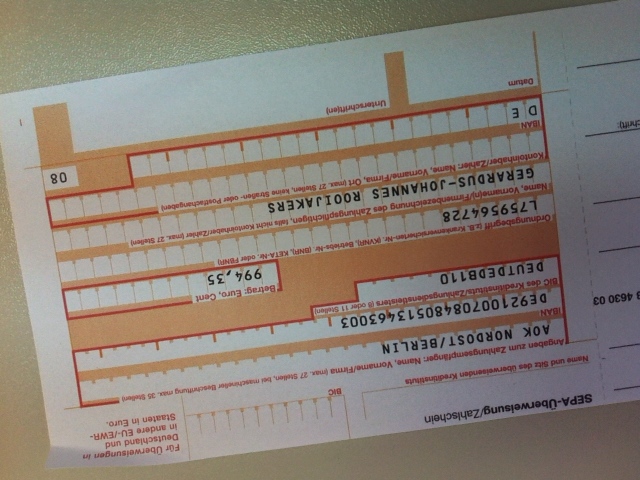 SEPA-Überweisung/Zahlschein
Für Überweisungen in
Deutschland und
in andere EU-/EWR-
Staaten in Euro.
Name und Sitz des überweisenden Kreditinstituts
BIC
Angaben zum Zahlungsempfänger: Name, Vorname/Firma (max. 27 Stellen, bei maschineller Beschriftung max. 35 Stellen)
AOK NORDOST/BERLIN
IBAN
DE92100708480513463003
BIC des Kreditinstituts/Zahlungsdienstleisters (8 oder 11 Stellen)
DEUTDEDB110
Betrag: Euro, Cent
994,35
Ordnungsbegriff (z.B. Krankenversicherten-Nr. (KVNR), Betriebs-Nr. (BNR), KETA-Nr. oder FBNR)
L759564728
Name, Vorname(n)/Firmenbezeichnung des Zahlungspflichtigen, falls nicht Kontoinhaber/Zahler (max. 27 Stellen)
GERARDUS-JOHANNES ROOIJAKERS
Kontoinhaber/Zahler: Name, Vorname/Firma, Ort (max. 27 Stellen, keine Straßen- oder Postfachangaben)
IBAN
DE
08
Datum
Unterschrift(en)
4630 03
hrift):